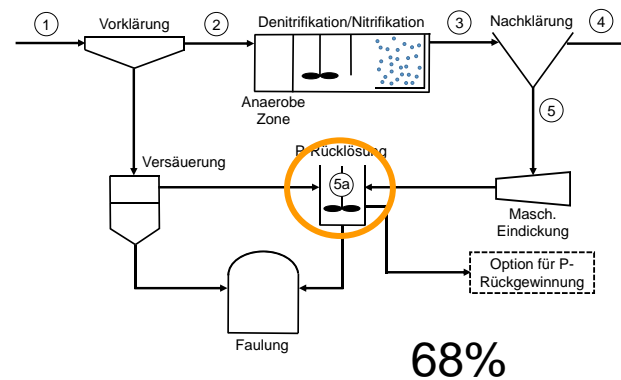 1
Vorklärung
2
Denitrifikation/Nitrifikation
3
Nachklärung
4
Anaerobe
Zone
5
Versäuerung
P-Rücklösung
5a
Masch.
Eindickung
Option für P-
Rückgewinnung
Faulung
68%